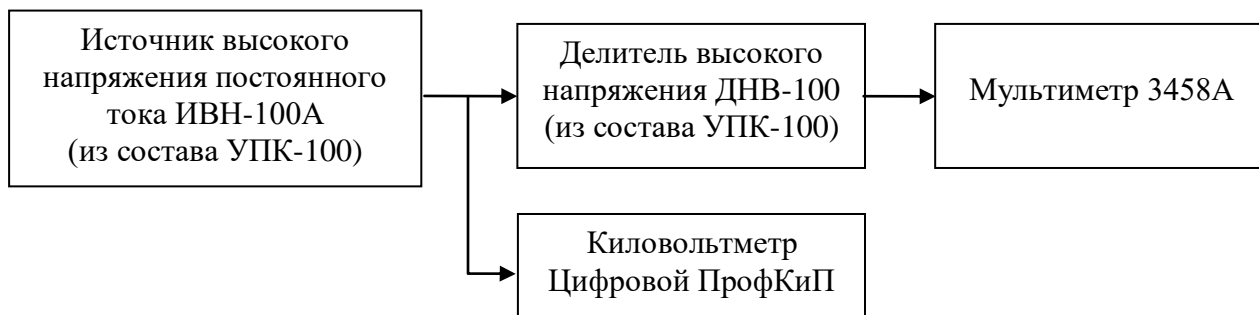 Источник высокого
напряжения постоянного
тока ИВН-100А
(из состава УПК-100)
Делитель высокого
напряжения ДНВ-100
(из состава УПК-100)
Мультиметр 3458А
Киловольтметр
Цифровой ПрофКиП